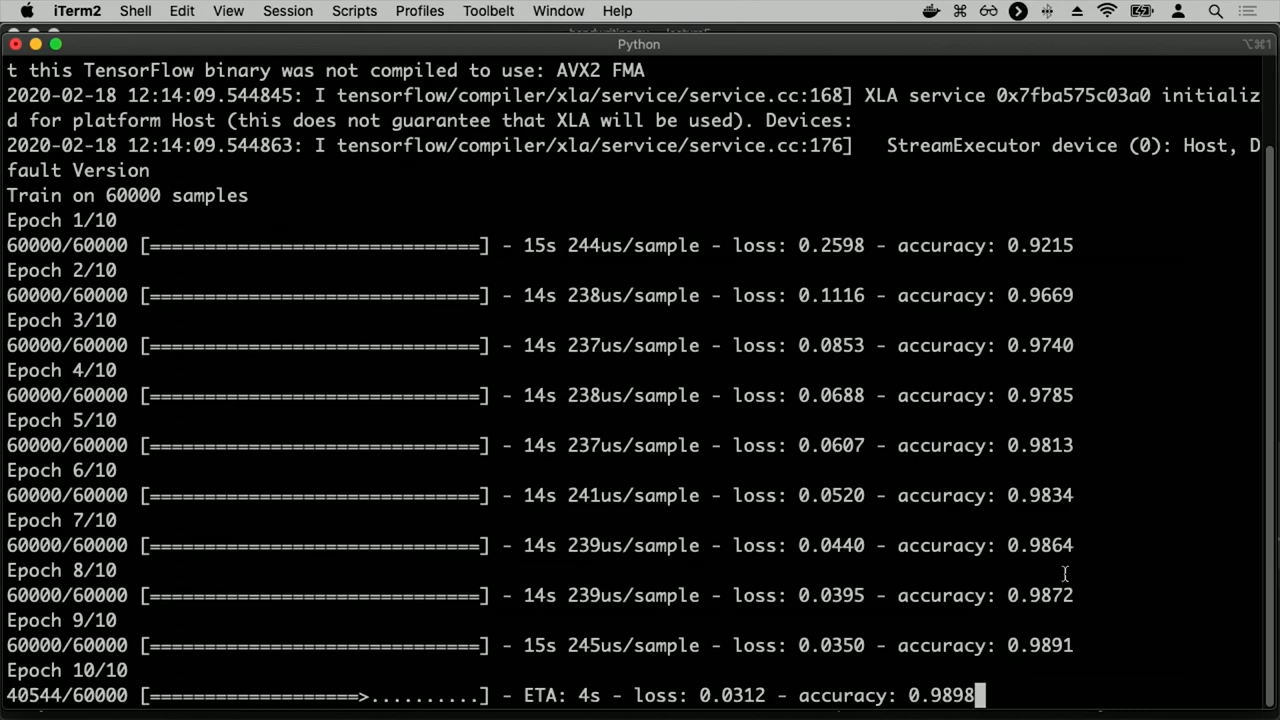 iTerm2 Shell Edit View Session Scripts Profiles Toolbelt Window Help
Python
⌥⌘1
t this TensorFlow binary was not compiled to use: AVX2 FMA
2020-02-18 12:14:09.544845: I tensorflow/compiler/xla/service/service.cc:168] XLA service 0x7fba575c03a0 initializ
d for platform Host (this does not guarantee that XLA will be used). Devices:
2020-02-18 12:14:09.544863: I tensorflow/compiler/xla/service/service.cc:176]   StreamExecutor device (0): Host, D
fault Version
Train on 60000 samples
Epoch 1/10
60000/60000 [==============================] - 15s 244us/sample - loss: 0.2598 - accuracy: 0.9215
Epoch 2/10
60000/60000 [==============================] - 14s 238us/sample - loss: 0.1116 - accuracy: 0.9669
Epoch 3/10
60000/60000 [==============================] - 14s 237us/sample - loss: 0.0853 - accuracy: 0.9740
Epoch 4/10
60000/60000 [==============================] - 14s 238us/sample - loss: 0.0688 - accuracy: 0.9785
Epoch 5/10
60000/60000 [==============================] - 14s 237us/sample - loss: 0.0607 - accuracy: 0.9813
Epoch 6/10
60000/60000 [==============================] - 14s 241us/sample - loss: 0.0520 - accuracy: 0.9834
Epoch 7/10
60000/60000 [==============================] - 14s 239us/sample - loss: 0.0440 - accuracy: 0.9864
Epoch 8/10
60000/60000 [==============================] - 14s 239us/sample - loss: 0.0395 - accuracy: 0.9872
Epoch 9/10
60000/60000 [==============================] - 15s 245us/sample - loss: 0.0350 - accuracy: 0.9891
Epoch 10/10
40544/60000 [===================>..........] - ETA: 4s - loss: 0.0312 - accuracy: 0.9898